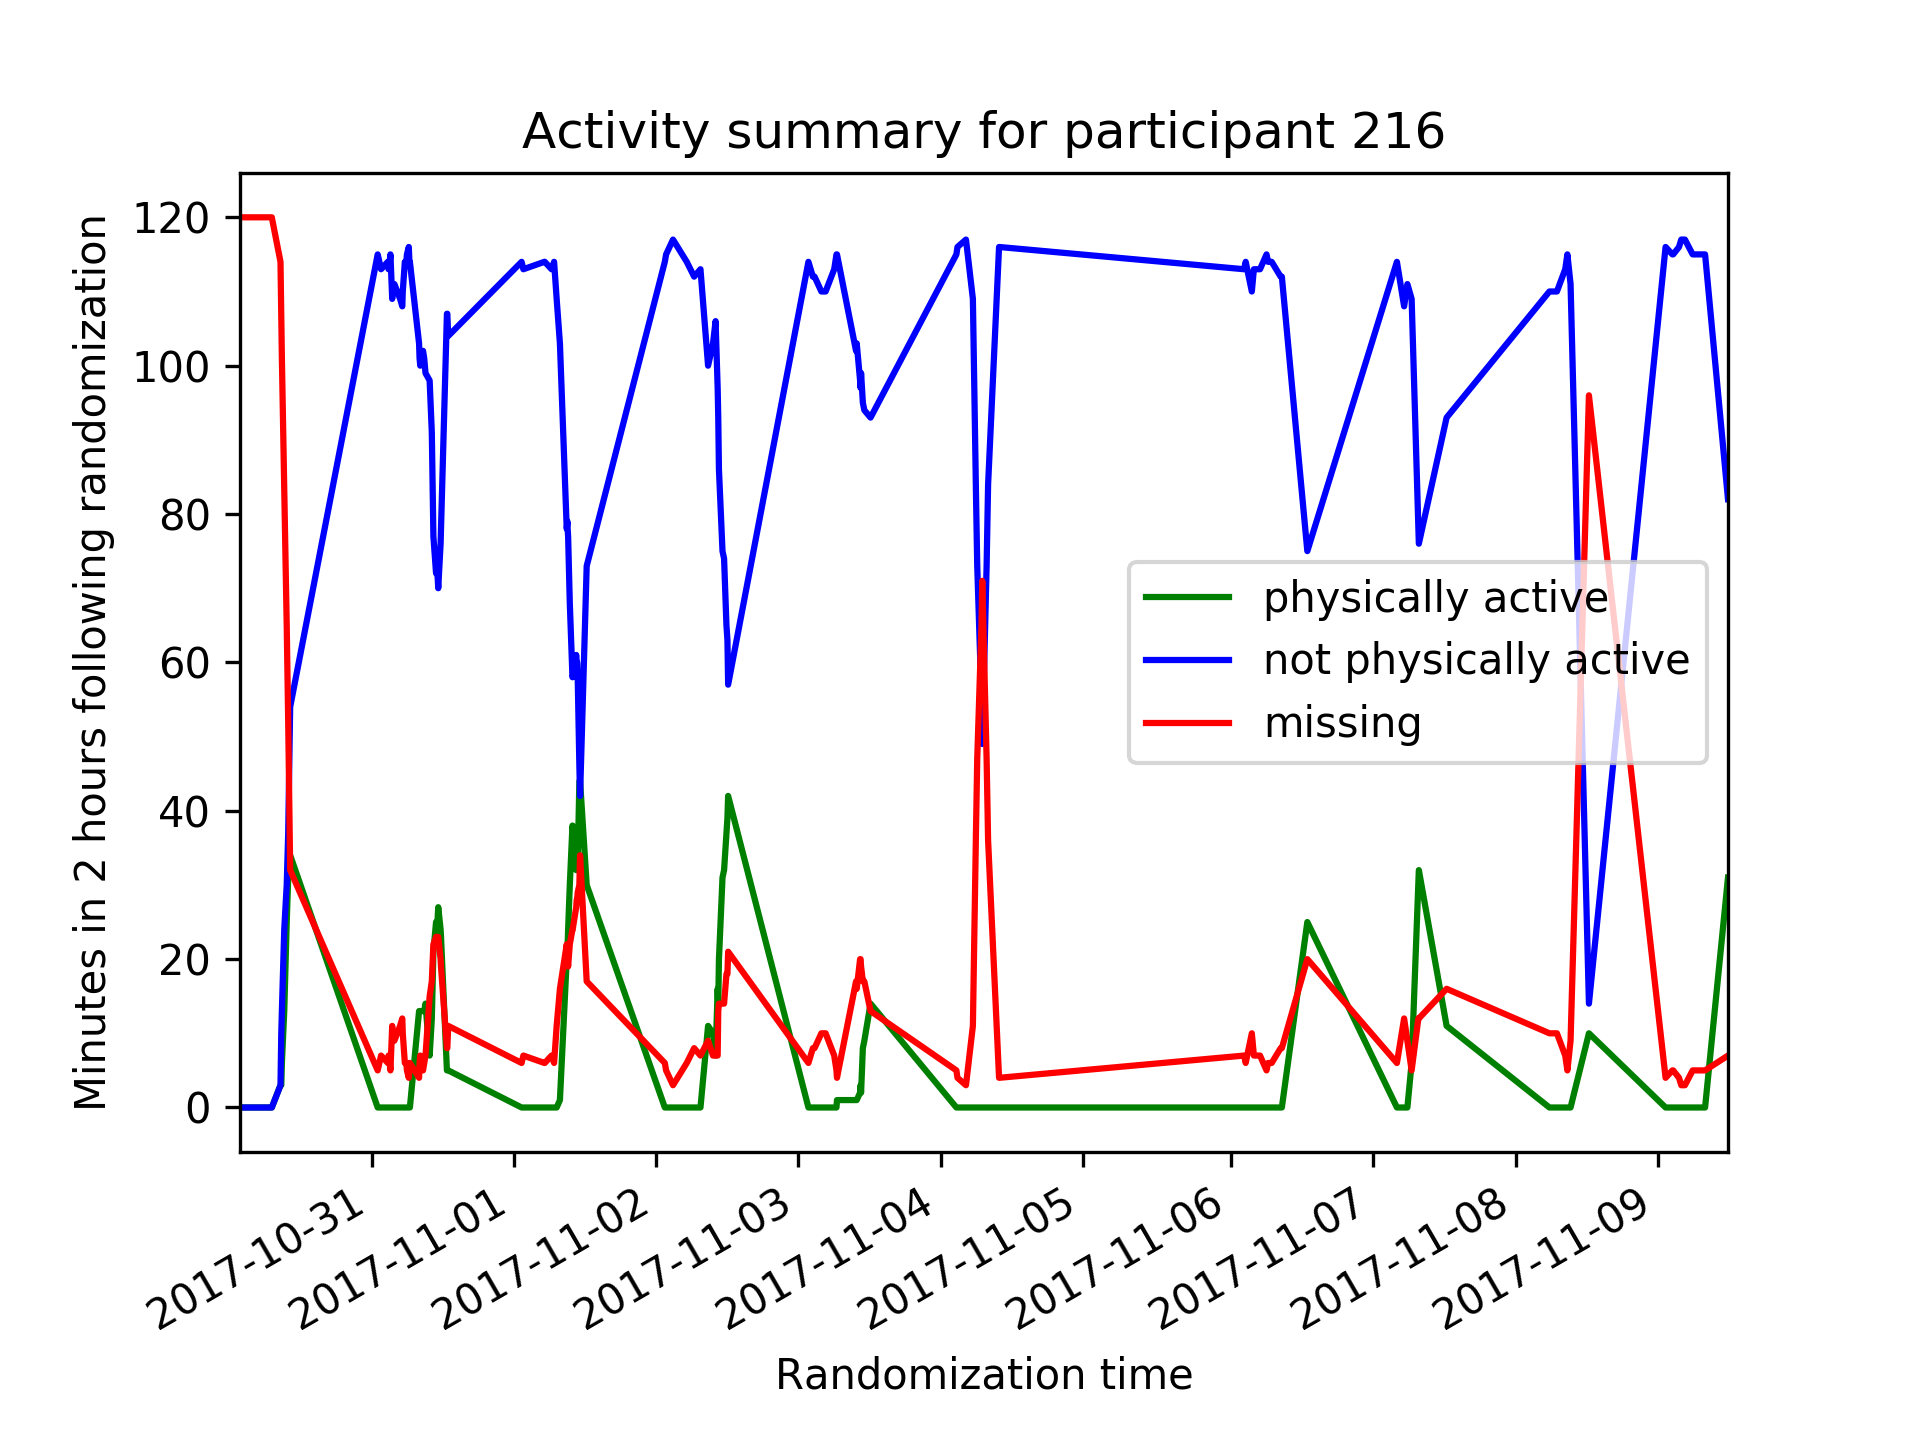 Activity summary for participant 216
Minutes in 2 hours following randomization
120
100
80
60
40
20
0
physically active
not physically active
missing
2017-10-31
2017-11-01
2017-11-02
2017-11-03
2017-11-04
2017-11-05
2017-11-06
2017-11-07
2017-11-08
2017-11-09
Randomization time